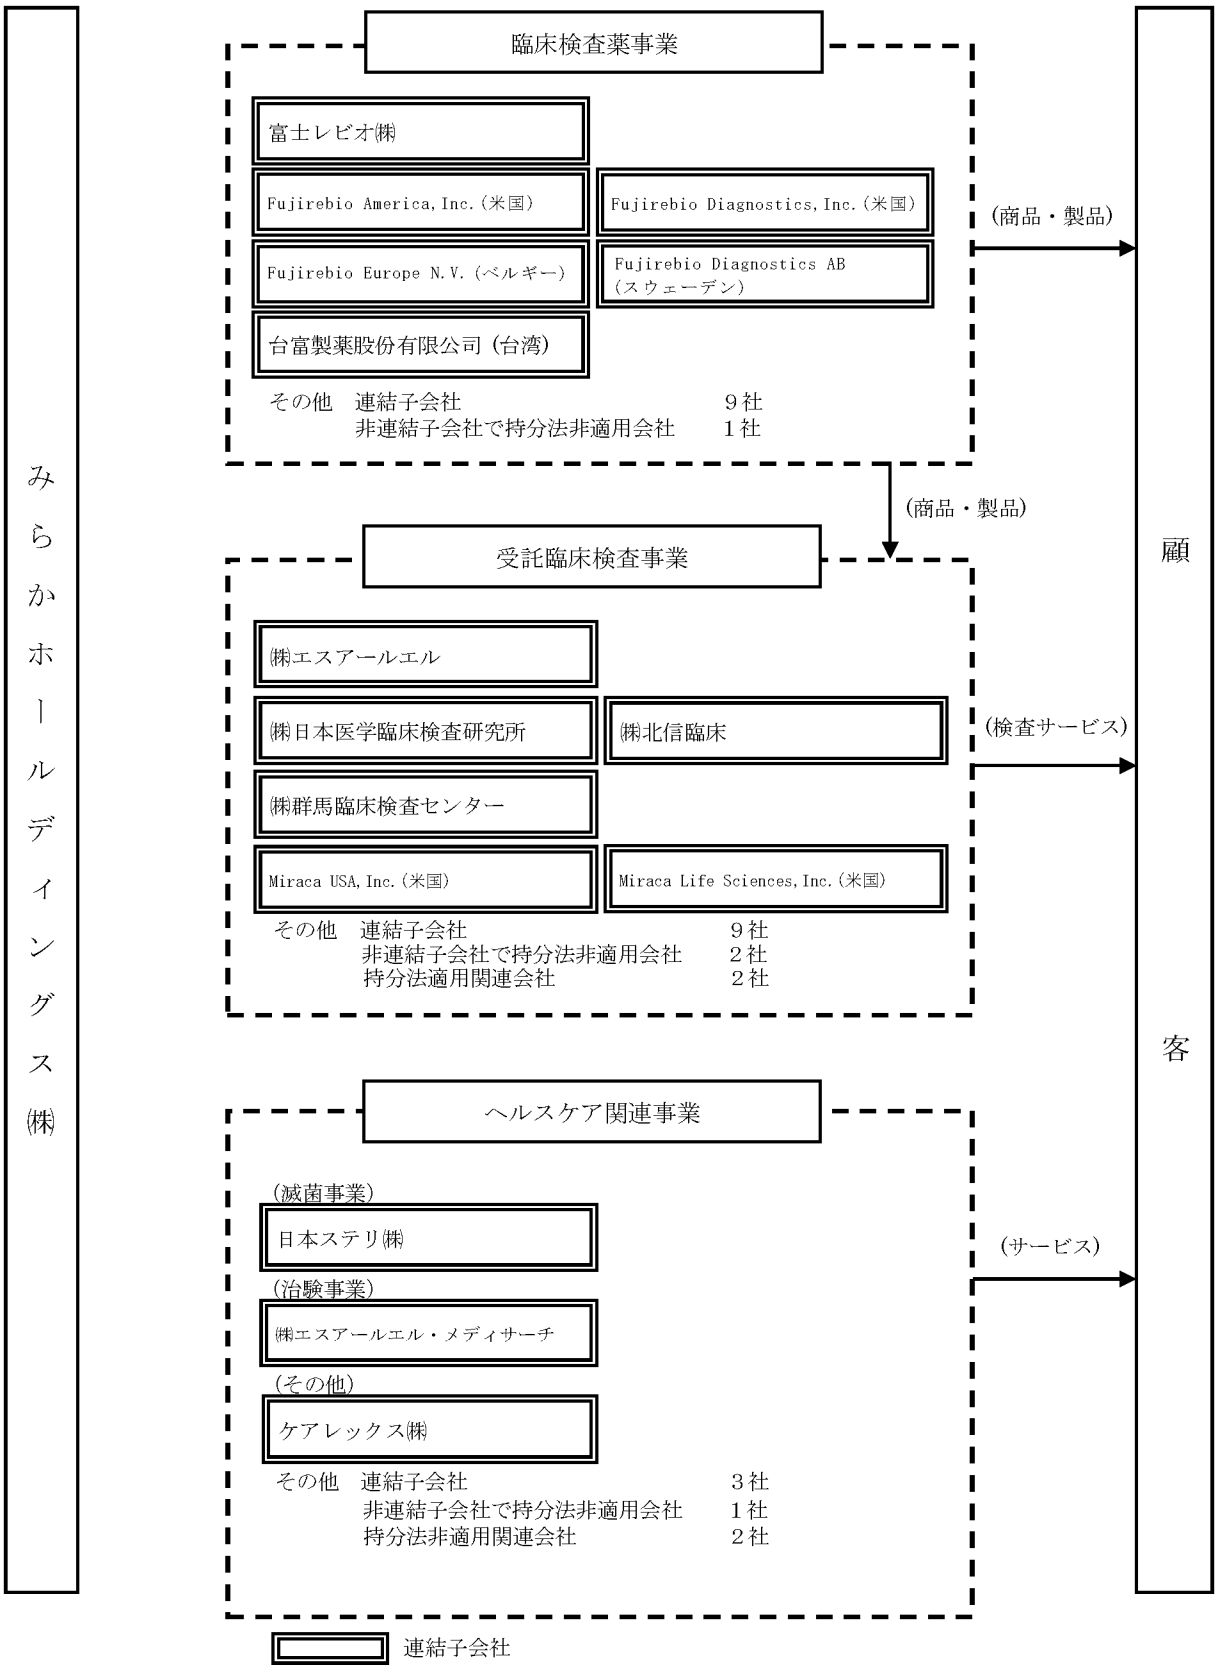 みらかホールディングス㈱
臨床検査薬事業
富士レビオ㈱
Fujirebio America,Inc.(米国)
Fujirebio Diagnostics,Inc.(米国)
Fujirebio Europe N.V.(ベルギー)
Fujirebio Diagnostics AB
(スウェーデン)
台富製薬股份有限公司 (台湾)
その他 連結子会社 9社
非連結子会社で持分法非適用会社 1社
(商品・製品)
(商品・製品)
受託臨床検査事業
㈱エスアールエル
㈱日本医学臨床検査研究所
㈱北信臨床
㈱群馬臨床検査センター
Miraca USA,Inc.(米国)
Miraca Life Sciences,Inc.(米国)
その他 連結子会社 9社
非連結子会社で持分法非適用会社 2社
持分法適用関連会社 2社
(検査サービス)
ヘルスケア関連事業
(滅菌事業)
日本ステリ㈱
(治験事業)
㈱エスアールエル・メディサーチ
(その他)
ケアレックス㈱
その他 連結子会社 3社
非連結子会社で持分法非適用会社 1社
持分法非適用関連会社 2社
(サービス)
顧客
連結子会社